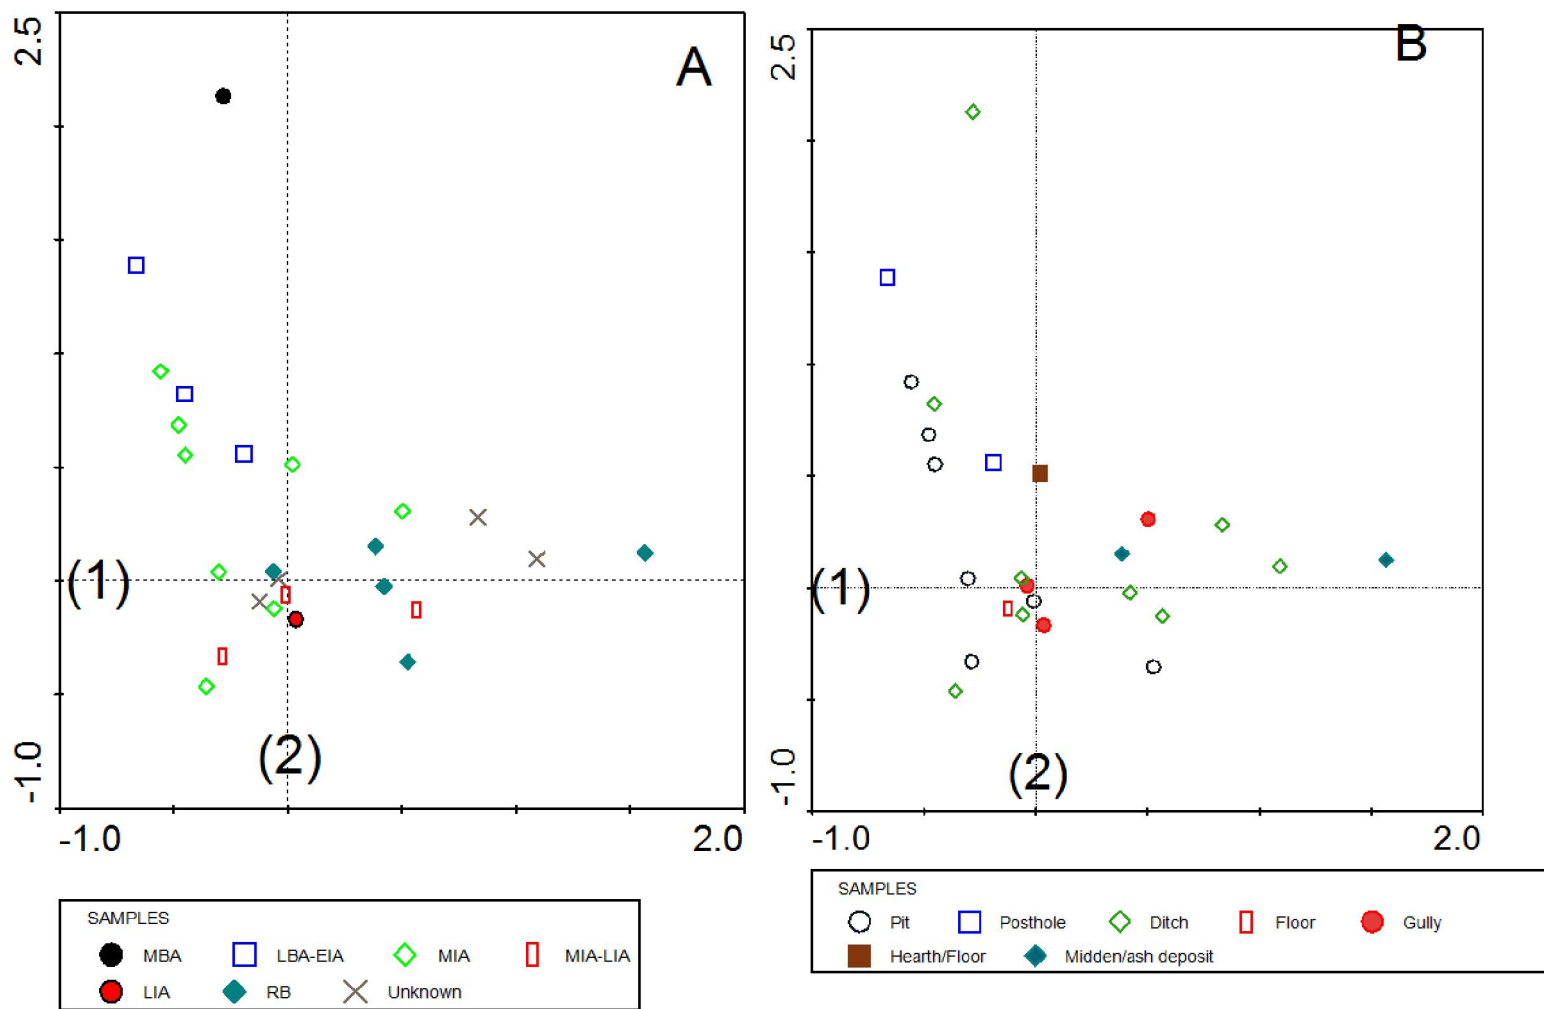 2.5
A
(1)
(2)
-1.0
-1.0
2.0
SAMPLES
MBA
LBA-EIA
MIA
MIA-LIA
LIA
RB
Unknown
2.5
B
(1)
(2)
-1.0
-1.0
2.0
SAMPLES
Pit
Posthole
Ditch
Floor
Gully
Hearth/Floor
Midden/ash deposit